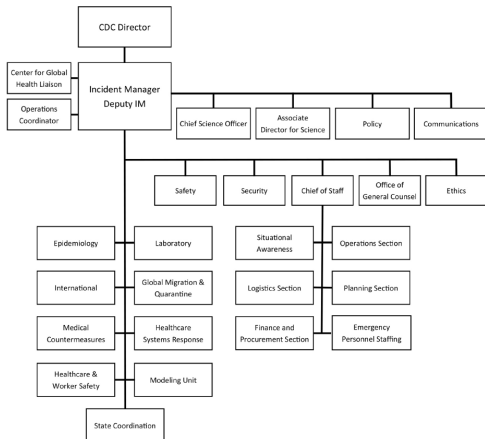 CDC Director
Center for Global
Health Liaison
Incident Manager
Deputy IM
Operations
Coordinator
Chief Science Officer
Associate
Director for Science
Policy
Communications
Safety
Security
Chief of Staff
Office of
General Counsel
Ethics
Epidemiology
Laboratory
Situational
Awareness
Operations Section
International
Global Migration &
Quarantine
Logistics Section
Planning Section
Medical
Countermeasures
Healthcare
Systems Response
Finance and
Procurement Section
Emergency
Personnel Staffing
Healthcare &
Worker Safety
Modeling Unit
State Coordination